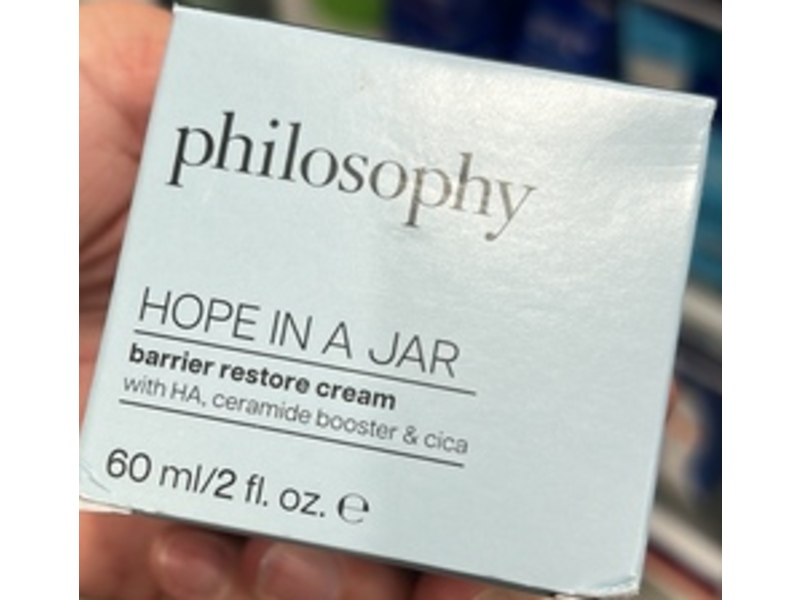 philosophy
HOPE IN A JAR
barrier restore cream
with HA, ceramide booster & cica
60 ml/2 fl. oz. ℮